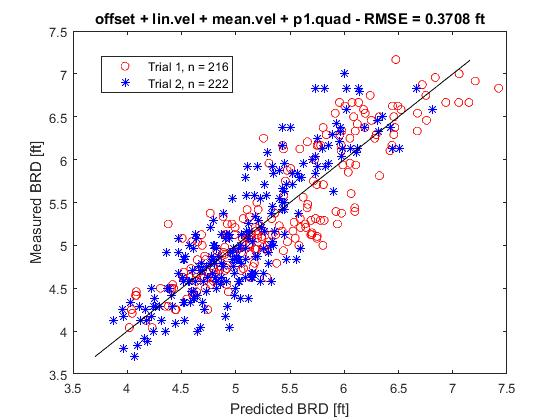 offset + lin.vel + mean.vel + p1.quad - RMSE = 0.3708 ft
7.5
7
6.5
6
5.5
5
4.5
4
3.5
Measured BRD [ft]
Trial 1, n = 216
Trial 2, n = 222
3.5 4 4.5 5 5.5 6 6.5 7 7.5
Predicted BRD [ft]